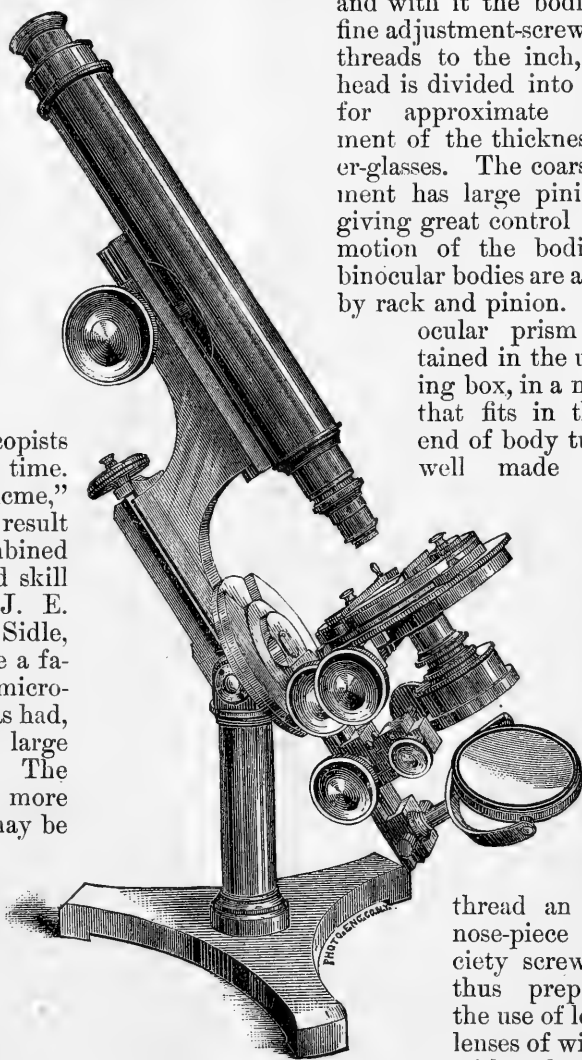 copists
time.
cme,"
result
bined
d skill
J. E.
Sidle,
e a fa-
micro-
s had,
large
The
more
may be
and with it the bodi
fine adjustment-screw
threads to the inch,
head is divided into
for approximate
ment of the thicknes
er-glasses. The coars
ment has large pini
giving great control
motion of the bodi
binocular bodies are a
by rack and pinion.
ocular prism
tained in the u
ing box, in a n
that fits in th
end of body tu
well made
PHOTO-ENG.CO.N.Y.
thread an
nose-piece
ciety screw
thus prep
the use of lo
lenses of wi